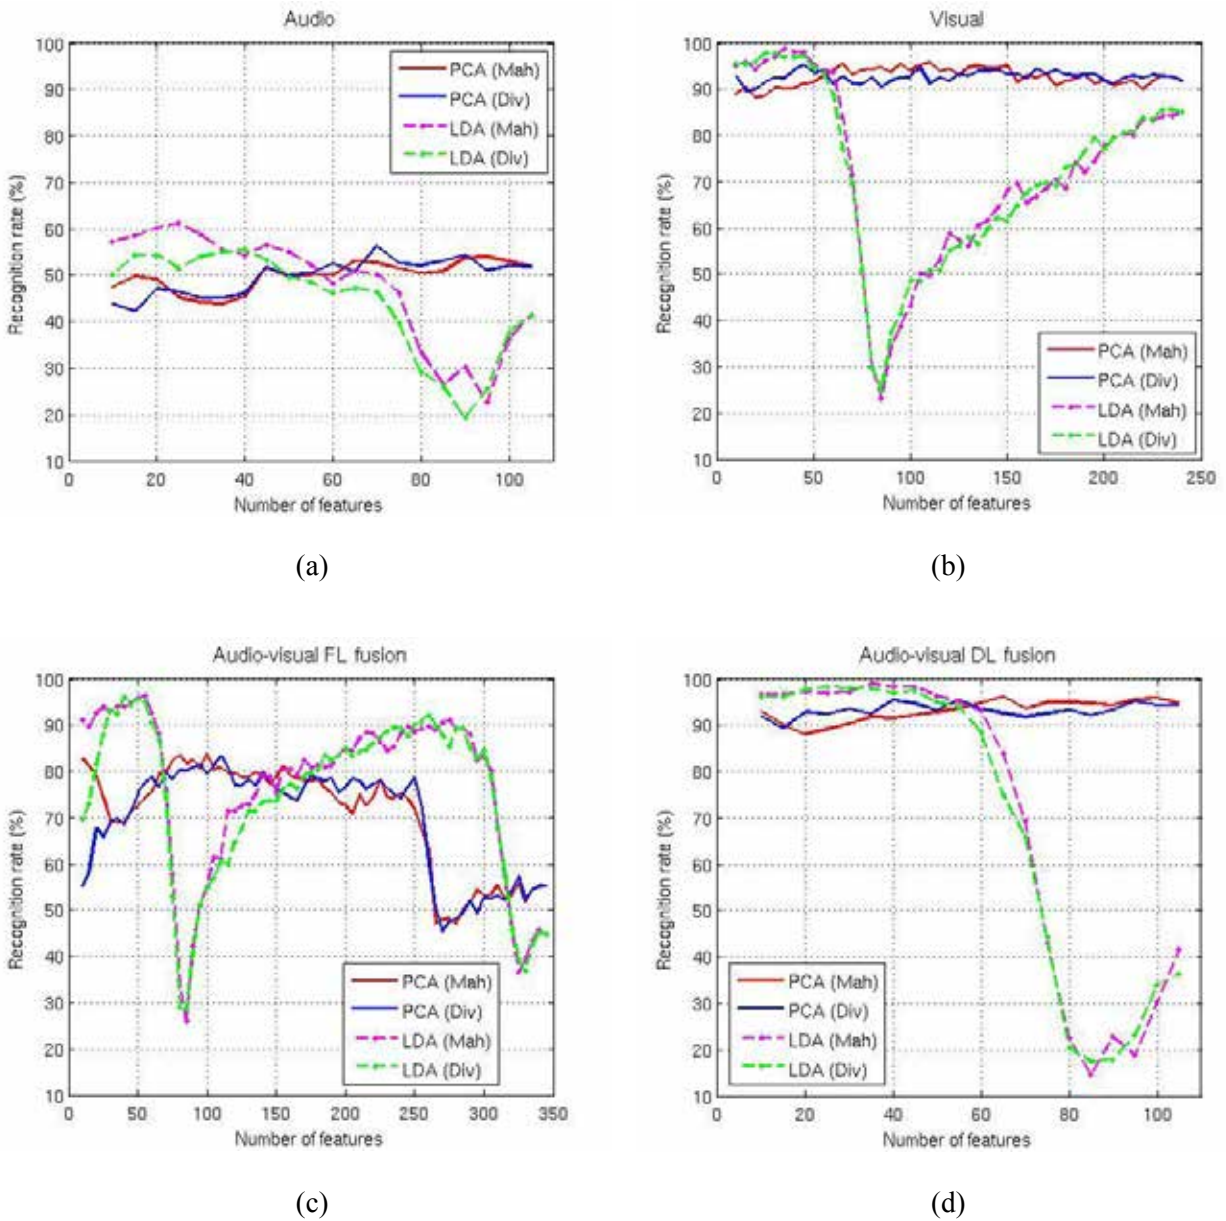 Audio
100
90
80
70
60
50
40
30
20
10
Recognition rate (%)
0 20 40 60 80 100
Number of features
PCA (Mah)
PCA (Div)
LDA (Mah)
LDA (Div)
(a)
Visual
100
90
80
70
60
50
40
30
20
10
Recognition rate (%)
0 50 100 150 200 250
Number of features
PCA (Mah)
PCA (Div)
LDA (Mah)
LDA (Div)
(b)
Audio-visual FL fusion
100
90
80
70
60
50
40
30
20
10
Recognition rate (%)
0 50 100 150 200 250 300 350
Number of features
PCA (Mah)
PCA (Div)
LDA (Mah)
LDA (Div)
(c)
Audio-visual DL fusion
100
90
80
70
60
50
40
30
20
10
Recognition rate (%)
0 20 40 60 80 100
Number of features
PCA (Mah)
PCA (Div)
LDA (Mah)
LDA (Div)
(d)